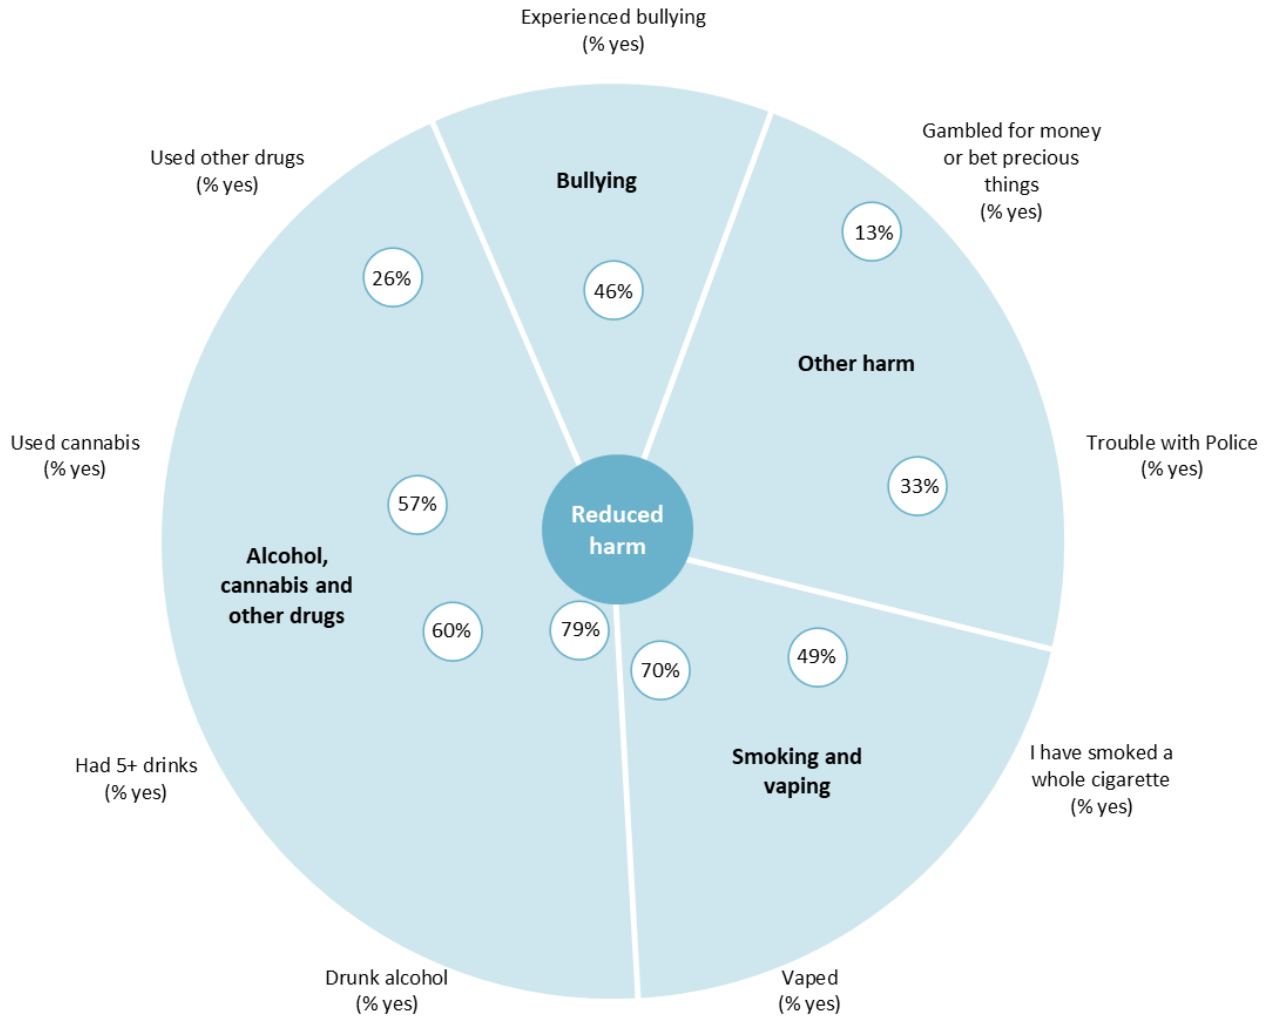 Experienced bullying
(% yes)
Gambled for money
or bet precious
things
(% yes)
Used other drugs
(% yes)
Bullying
13%
26%
46%
Other harm
Used cannabis
(% yes)
Trouble with Police
(% yes)
33%
57%
Reduced
harm
Alcohol,
cannabis and
other drugs
60%
79%
70%
49%
Smoking and
vaping
Had 5+ drinks
(% yes)
I have smoked a
whole cigarette
(% yes)
Drunk alcohol
(% yes)
Vaped
(% yes)